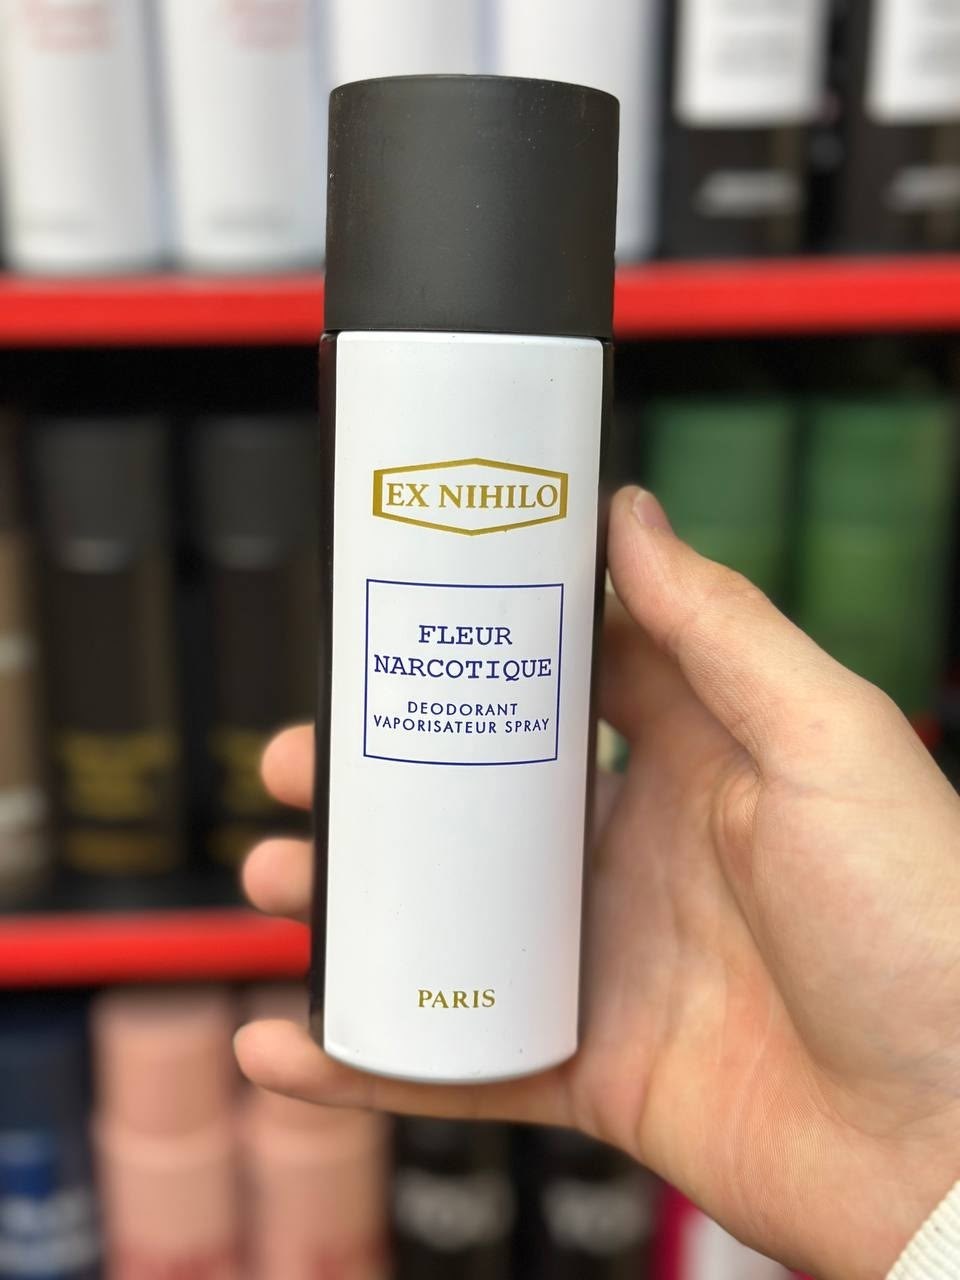 EX NIHILO
FLEUR
NARCOTIQUE
DEODORANT
VAPORISATEUR SPRAY
PARIS